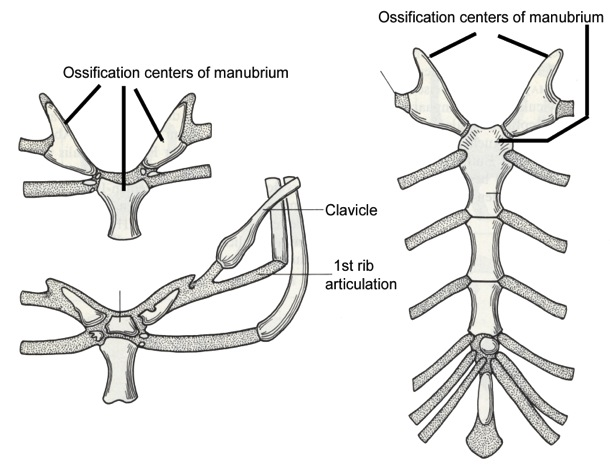 Ossification centers of manubrium
Ossification centers of manubrium
Clavicle
1st rib
articulation